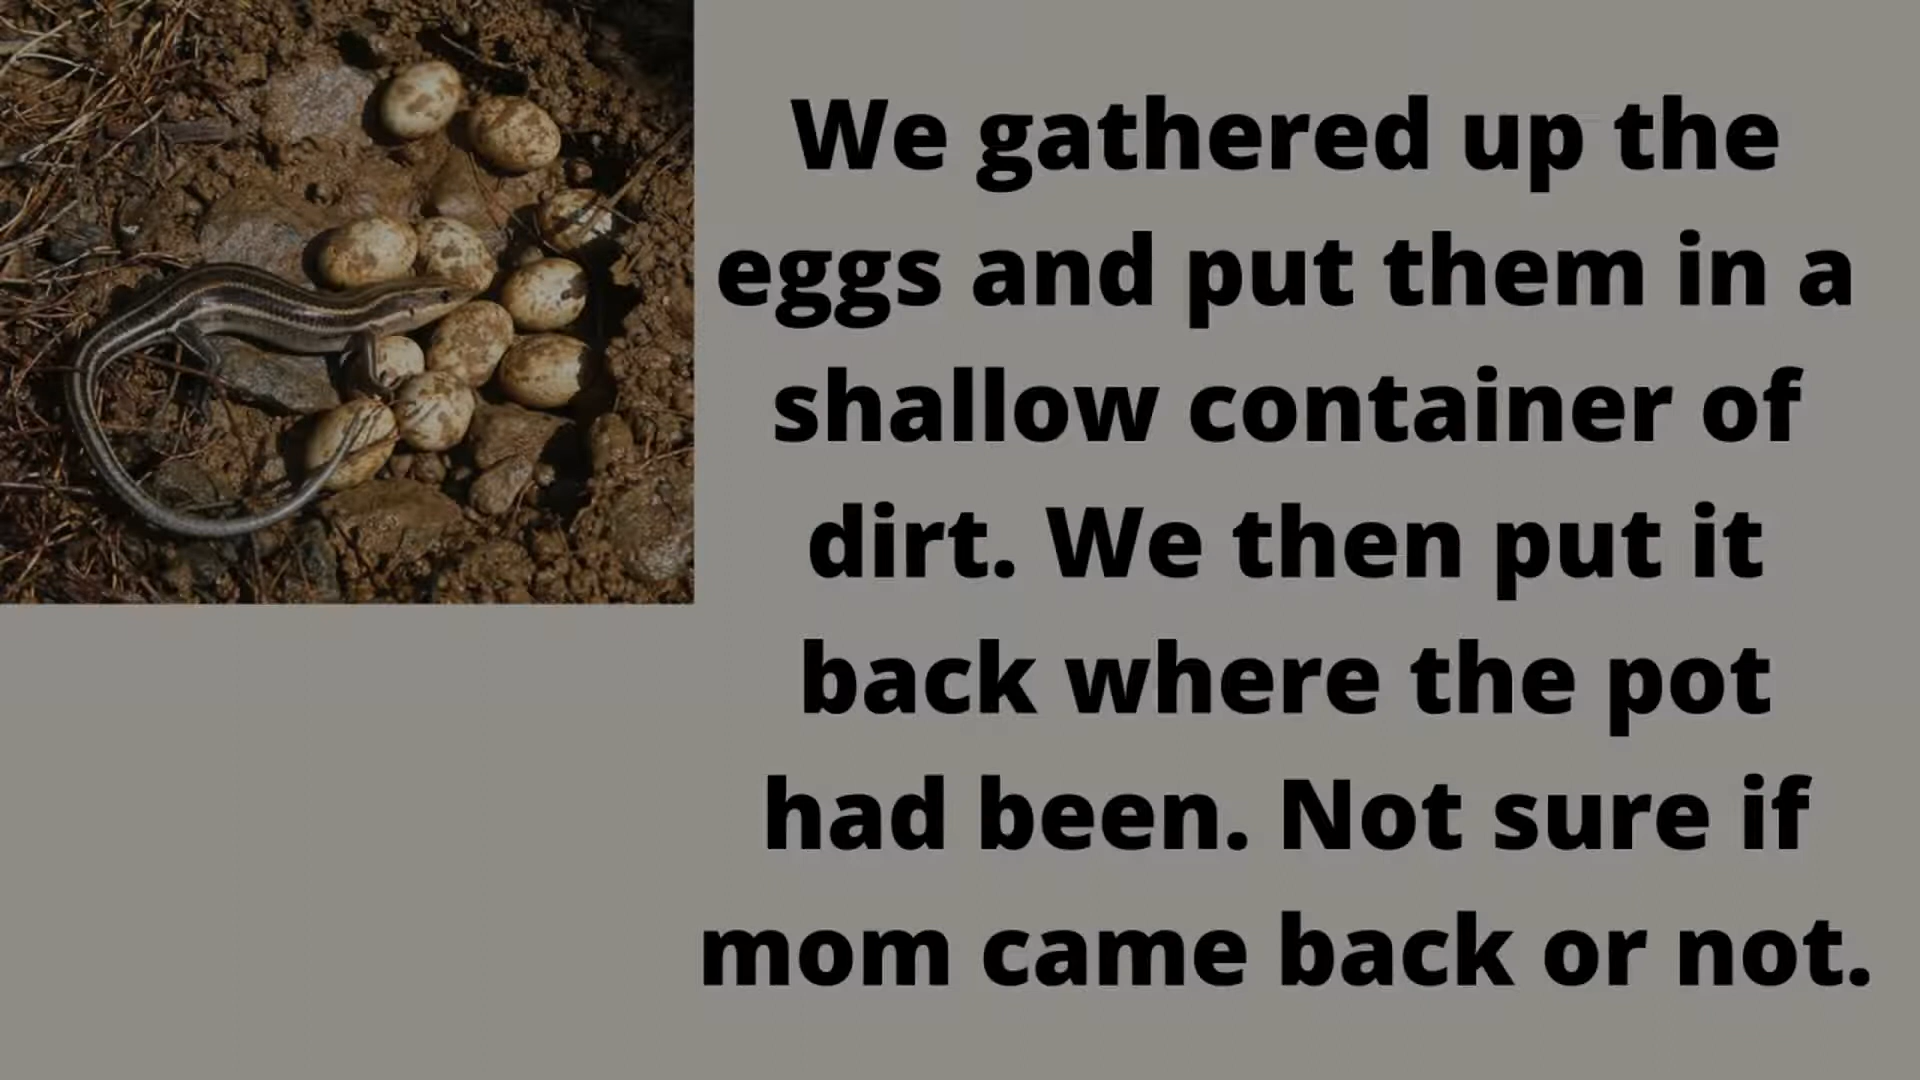 We gathered up the
eggs and put them in a
shallow container of
dirt. We then put it
back where the pot
had been. Not sure if
mom came back or not.